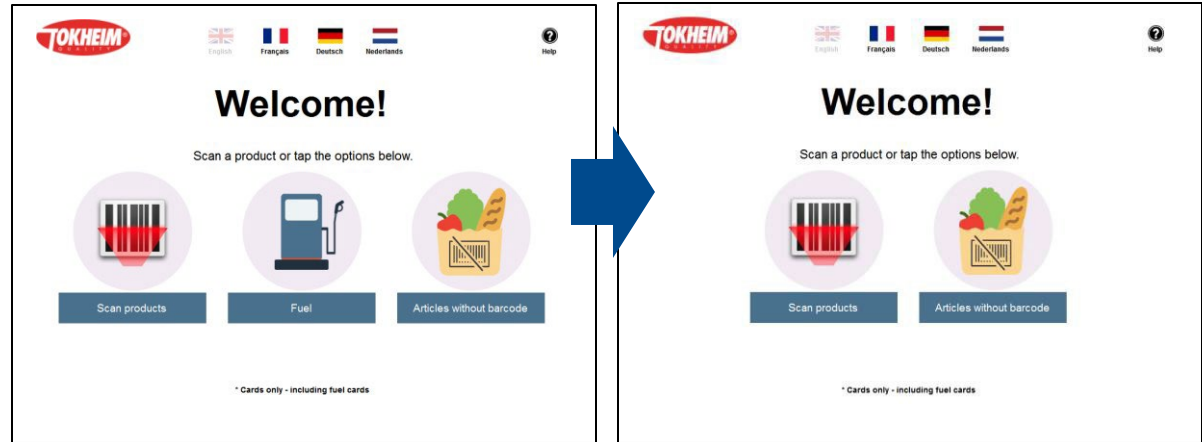 TOKHEIM
QUALITY
English Français Deutsch Nederlands Help
Welcome!
Scan a product or tap the options below.
Scan products Fuel Articles without barcode
* Cards only - including fuel cards
TOKHEIM
QUALITY
English Français Deutsch Nederlands Help
Welcome!
Scan a product or tap the options below.
Scan products Articles without barcode
* Cards only - including fuel cards